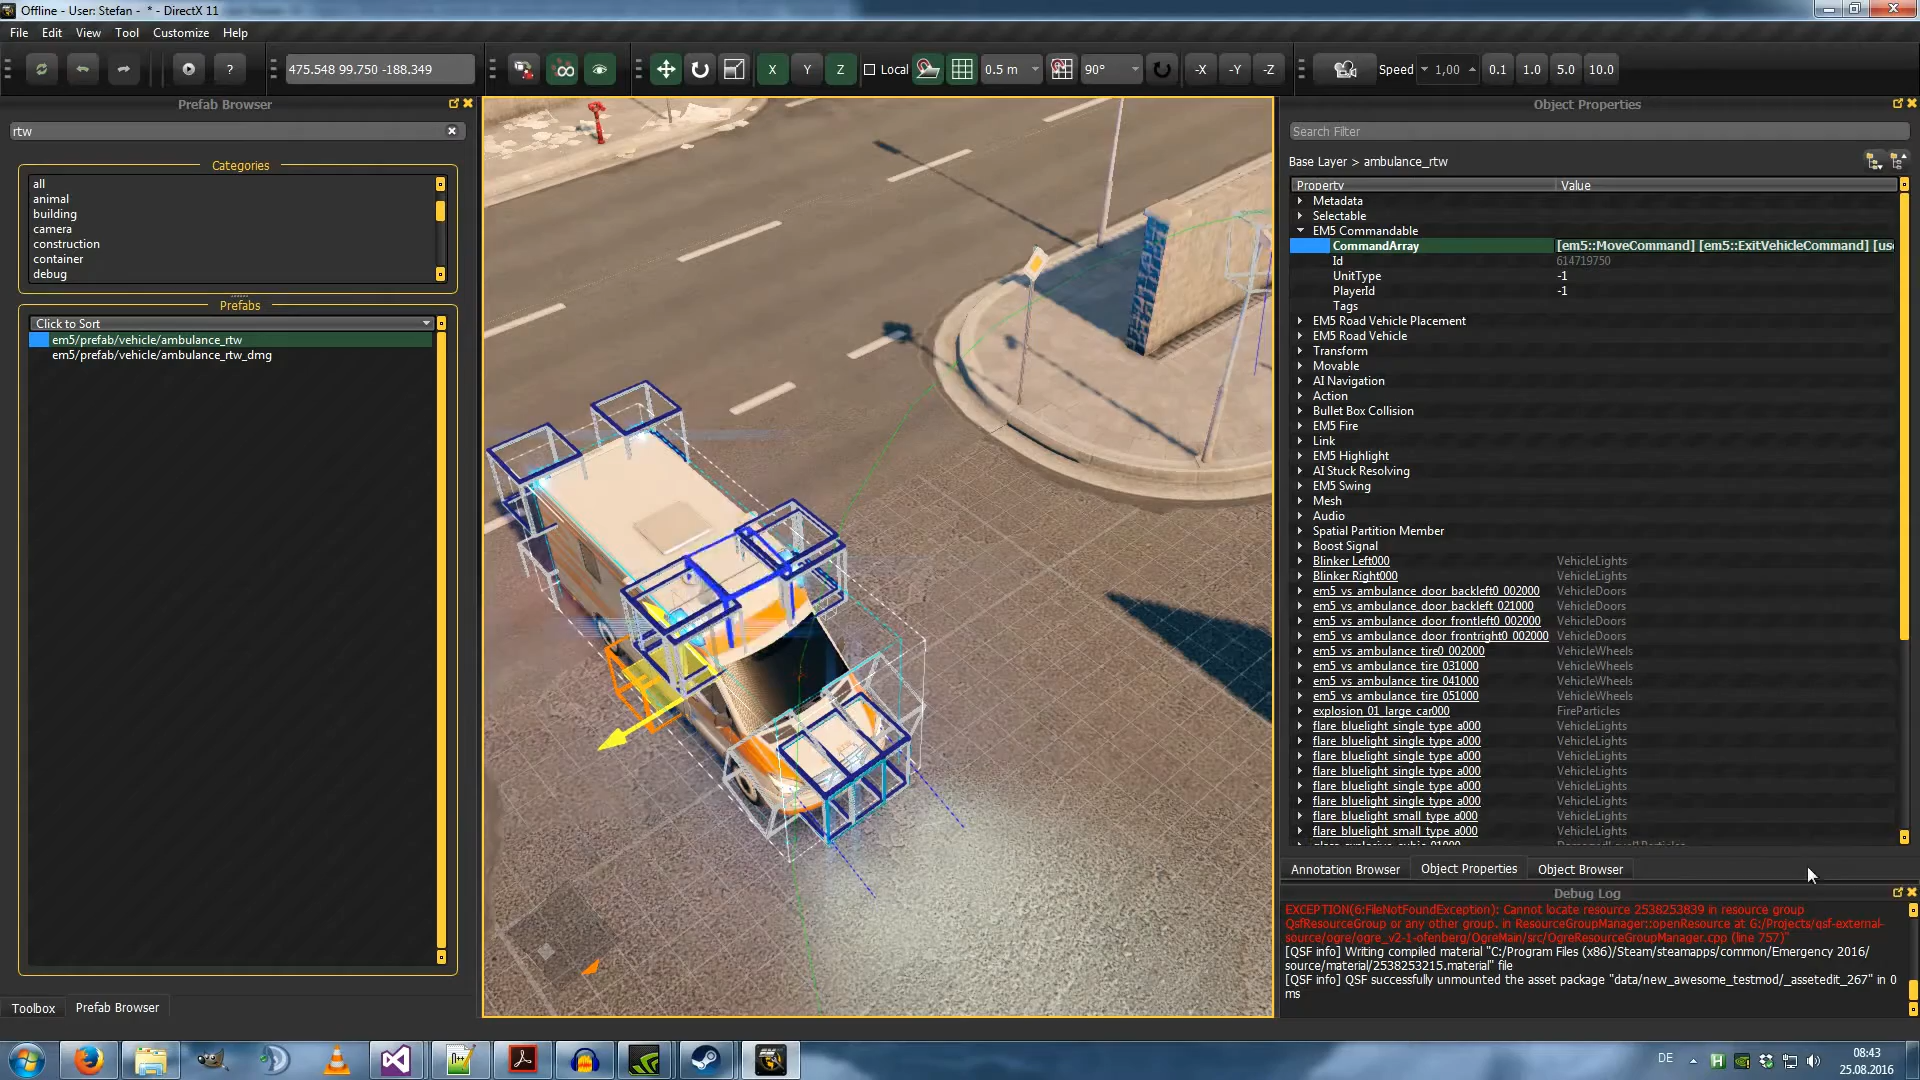 Offline - User: Stefan - * - DirectX 11
File Edit View Tool Customize Help
? 475.548 99.750 -188.349 X Y Z Local 0.5 m 90° -X -Y -Z Speed 1,00 0.1 1.0 5.0 10.0
Prefab Browser
rtw
Categories
all
animal
building
camera
construction
container
debug
Prefabs
Click to Sort
em5/prefab/vehicle/ambulance_rtw
em5/prefab/vehicle/ambulance_rtw_dmg
Toolbox Prefab Browser
Object Properties
Search Filter
Base Layer > ambulance_rtw
Property Value
Metadata
Selectable
EM5 Commandable
CommandArray [em5::MoveCommand] [em5::ExitVehicleCommand] [us
Id 614719750
UnitType -1
PlayerId -1
Tags
EM5 Road Vehicle Placement
EM5 Road Vehicle
Transform
Movable
AI Navigation
Action
Bullet Box Collision
EM5 Fire
Link
EM5 Highlight
AI Stuck Resolving
EM5 Swing
Mesh
Audio
Spatial Partition Member
Boost Signal
Blinker Left000 VehicleLights
Blinker Right000 VehicleLights
em5 vs ambulance door backleft0 002000 VehicleDoors
em5 vs ambulance door backleft 021000 VehicleDoors
em5 vs ambulance door frontleft0 002000 VehicleDoors
em5 vs ambulance door frontright0 002000 VehicleDoors
em5 vs ambulance tire0 002000 VehicleWheels
em5 vs ambulance tire 031000 VehicleWheels
em5 vs ambulance tire 041000 VehicleWheels
em5 vs ambulance tire 051000 VehicleWheels
explosion 01 large car000 FireParticles
flare bluelight single type a000 VehicleLights
flare bluelight single type a000 VehicleLights
flare bluelight single type a000 VehicleLights
flare bluelight single type a000 VehicleLights
flare bluelight single type a000 VehicleLights
flare bluelight single type a000 VehicleLights
flare bluelight small type a000 VehicleLights
flare bluelight small type a000 VehicleLights
Annotation Browser Object Properties Object Browser
Debug Log
EXCEPTION(6:FileNotFoundException): Cannot locate resource 2538253839 in resource group
QsfResourceGroup or any other group. in ResourceGroupManager::openResource at G:/Projects/qsf-external-
source/ogre/ogre_v2-1-ofenberg/OgreMain/src/OgreResourceGroupManager.cpp (line 757)"
[QSF info] Writing compiled material "C:/Program Files (x86)/Steam/steamapps/common/Emergency 2016/
source/material/2538253215.material" file
[QSF info] QSF successfully unmounted the asset package "data/new_awesome_testmod/_assetedit_267" in 0
ms
DE 08:43
25.08.2016